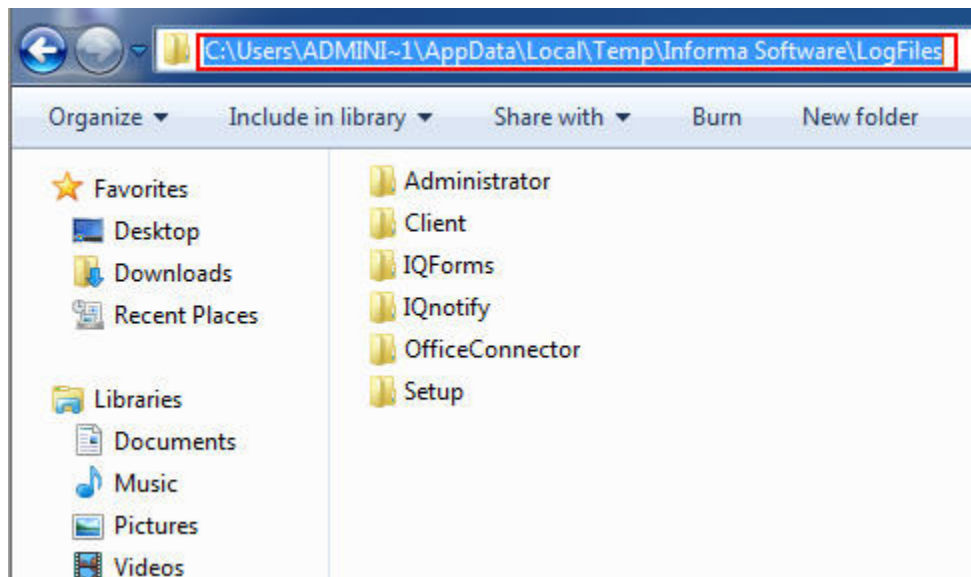 C:\Users\ADMINI~1\AppData\Local\Temp\Informa Software\LogFiles
Organize Include in library Share with Burn New folder
Favorites
Desktop
Downloads
Recent Places
Libraries
Documents
Music
Pictures
Videos
Administrator
Client
IQForms
IQnotify
OfficeConnector
Setup